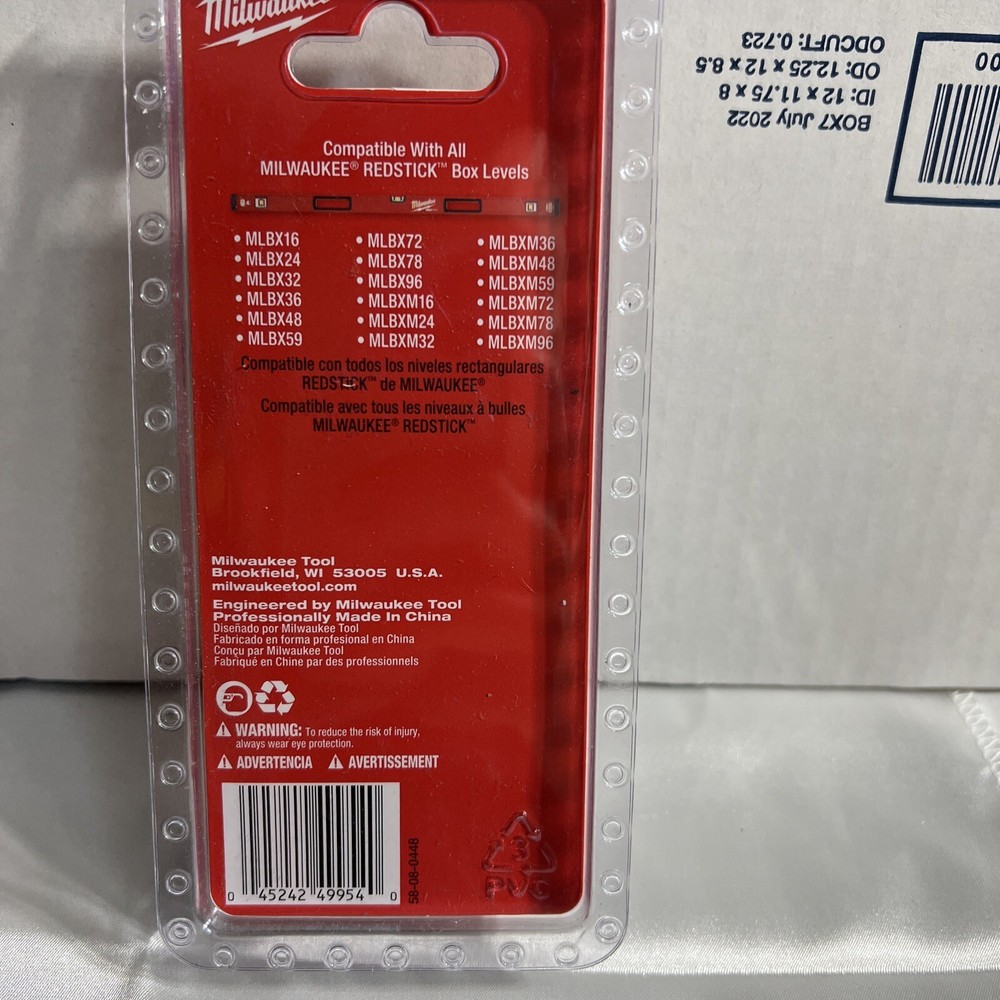 Milwaukee
Compatible With All
MILWAUKEE® REDSTICK™ Box Levels
Milwaukee
• MLBX16
• MLBX24
• MLBX32
• MLBX36
• MLBX48
• MLBX59
• MLBX72
• MLBX78
• MLBX96
• MLBXM16
• MLBXM24
• MLBXM32
• MLBXM36
• MLBXM48
• MLBXM59
• MLBXM72
• MLBXM78
• MLBXM96
Compatible con todos los niveles rectangulares
REDSTICK™ de MILWAUKEE®
Compatible avec tous les niveaux à bulles
MILWAUKEE® REDSTICK™
Milwaukee Tool
Brookfield, WI 53005 U.S.A.
milwaukeetool.com
Engineered by Milwaukee Tool
Professionally Made In China
Diseñado por Milwaukee Tool
Fabricado en forma profesional en China
Conçu par Milwaukee Tool
Fabriqué en Chine par des professionnels
WARNING: To reduce the risk of injury,
always wear eye protection.
ADVERTENCIA AVERTISSEMENT
0 45242 49954 0
58-08-0448
3
PVC
BOX7 July 2022
ID: 12 x 11.75 x 8
OD: 12.25 x 12 x 8.5
ODCUFT: 0.723